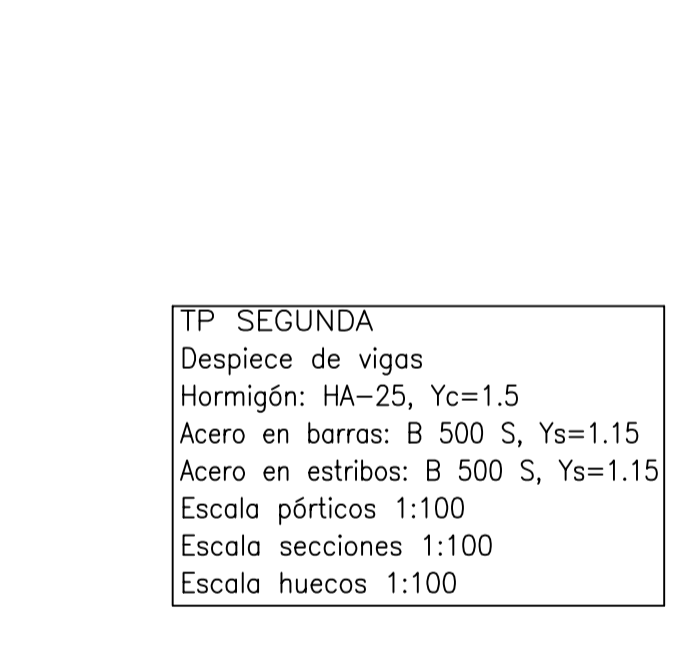 TP SEGUNDA
Despiece de vigas
Hormigón: HA-25, Yc=1.5
Acero en barras: B 500 S, Ys=1.15
Acero en estribos: B 500 S, Ys=1.15
Escala pórticos 1:100
Escala secciones 1:100
Escala huecos 1:100